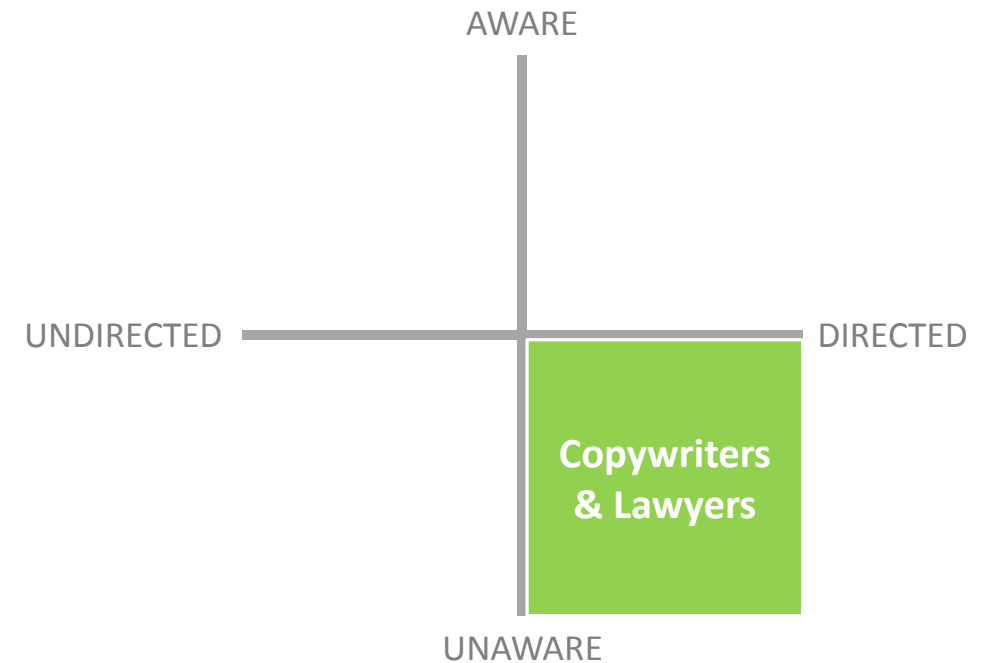 AWARE
UNDIRECTED
DIRECTED
Copywriters
& Lawyers
UNAWARE